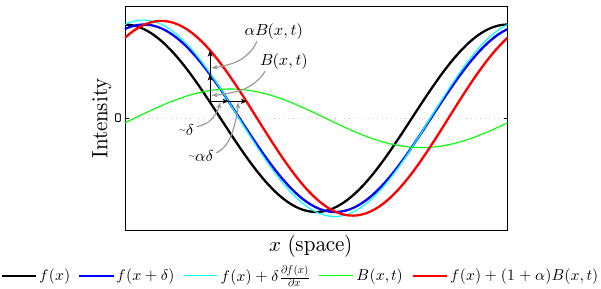 αB(x, t)
B(x, t)
~δ
~αδ
Intensity
0
x (space)
f(x) f(x + δ) f(x) + δ ∂f(x)/∂x B(x, t) f(x) + (1 + α)B(x, t)